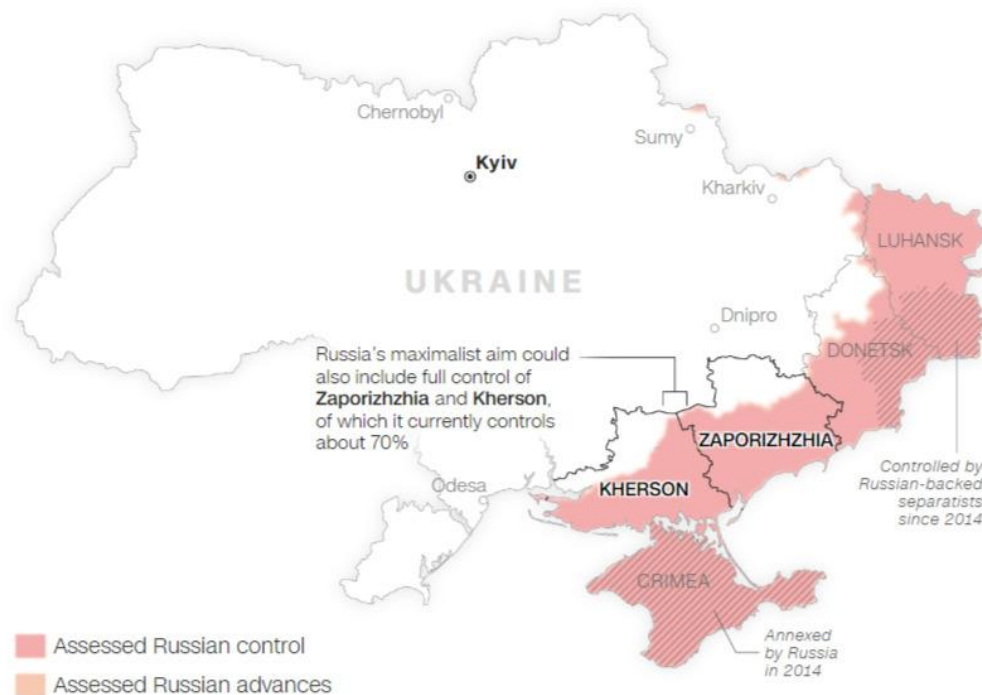 Chernobyl
Sumy
Kyiv
Kharkiv
LUHANSK
UKRAINE
Dnipro
DONETSK
Russia's maximalist aim could
also include full control of
Zaporizhzhia and Kherson,
of which it currently controls
about 70%
ZAPORIZHZHIA
KHERSON
Odesa
Controlled by
Russian-backed
separatists
since 2014
CRIMEA
Annexed
by Russia
in 2014
Assessed Russian control
Assessed Russian advances